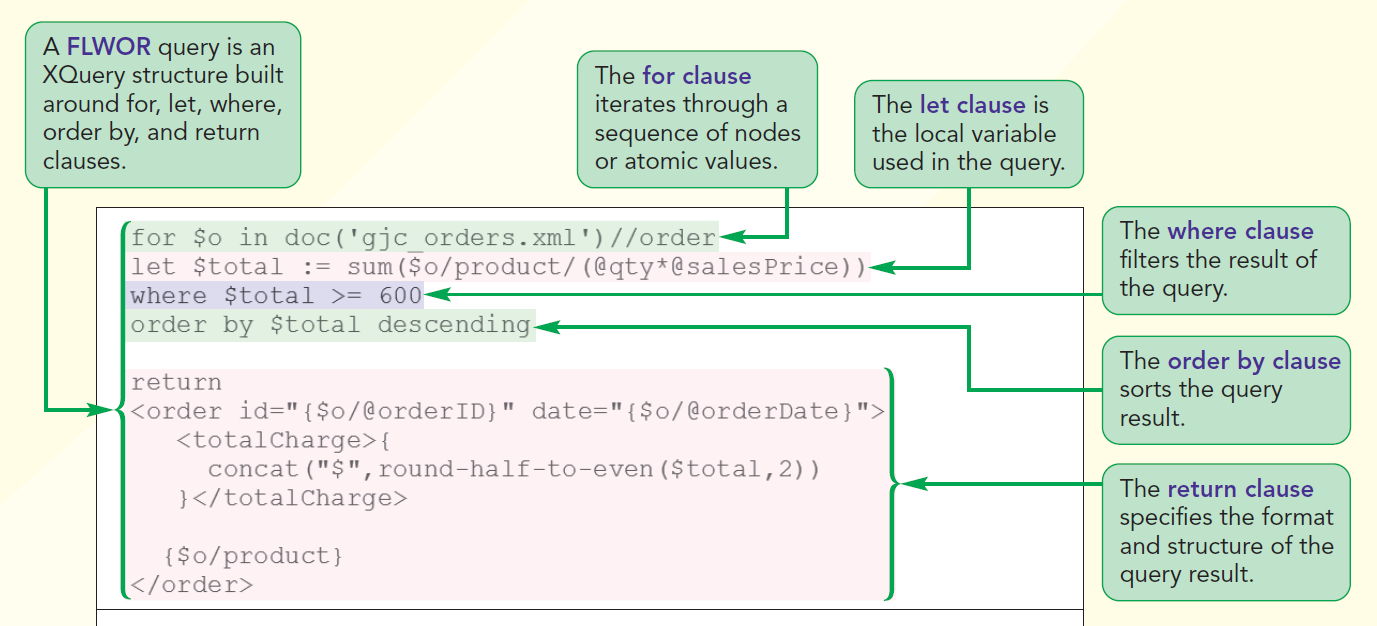 A FLWOR query is an
XQuery structure built
around for, let, where,
order by, and return
clauses.
The for clause
iterates through a
sequence of nodes
or atomic values.
The let clause is
the local variable
used in the query.
for $o in doc('gjc_orders.xml')//order
let $total := sum($o/product/(@qty*@salesPrice))
where $total >= 600
order by $total descending
The where clause
filters the result of
the query.
The order by clause
sorts the query
result.
return
<order id="{$o/@orderID}" date="{$o/@orderDate}">
   <totalCharge>{
     concat("$",round-half-to-even($total,2))
   }</totalCharge>
  {$o/product}
</order>
The return clause
specifies the format
and structure of the
query result.